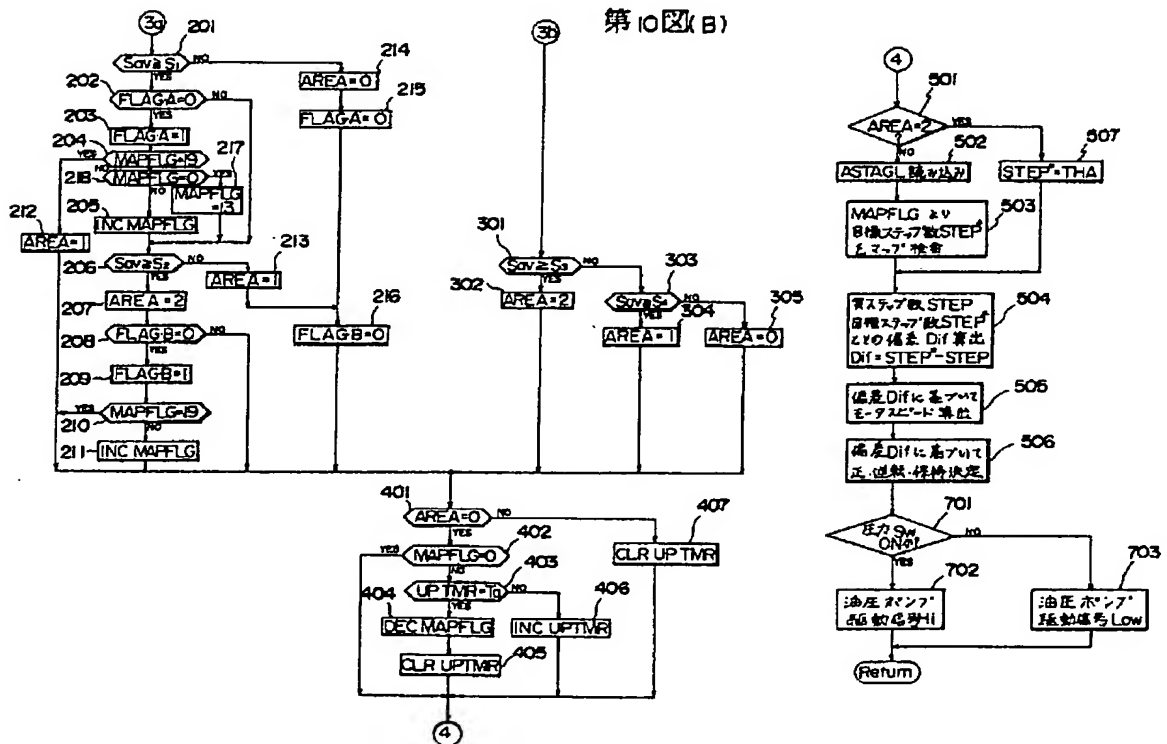 第10図(B)
3a
201
Sav≧S1
NO
YES
214
AREA=0
202
FLAG·A=0
NO
YES
215
FLAG·A=0
203
FLAG·A=1
204
YES
MAPFLG=19
NO
217
218
MAPFLG=0
YES
NO
MAPFLG
=13
205
INC MAPFLG
212
AREA=1
213
206
Sav≧S2
NO
YES
AREA=1
207
AREA=2
216
FLAG·B=0
208
FLAG·B=0
NO
YES
209
FLAG·B=1
YES
MAPFLG=19
210
NO
211
INC MAPFLG
3b
301
Sav≧S3
NO
YES
303
302
AREA=2
Sav≧S4
NO
YES
304
305
AREA=1
AREA=0
401
AREA=0
NO
YES
407
402
YES
MAPFLG=0
NO
CLR UPTMR
403
UPTMR=Ta
NO
YES
404
406
DEC MAPFLG
INC UPTMR
CLR UPTMR
405
4
4
501
AREA=2
YES
NO
502
507
ASTAGL 読み込み
STEP*=THA
MAPFLG より
目標ステップ数STEP*
をマップ検索
503
実ステップ数 STEP
目標ステップ数STEP*
との偏差 Dif 算出
Dif=STEP*-STEP
504
偏差Difに基づいて
モータスピード算出
505
偏差Difに基づいて
正・逆転・保持決定
506
701
圧力SW
ONか!
NO
YES
702
703
油圧ポンプ
駆動信号Hi
油圧ポンプ
駆動信号Low
Return